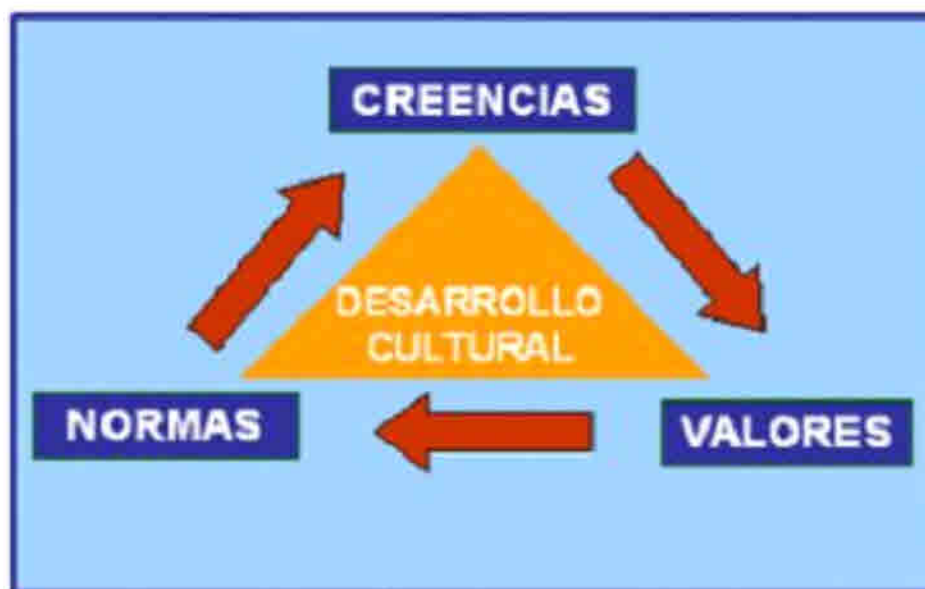 CREENCIAS
DESARROLLO
CULTURAL
NORMAS
VALORES